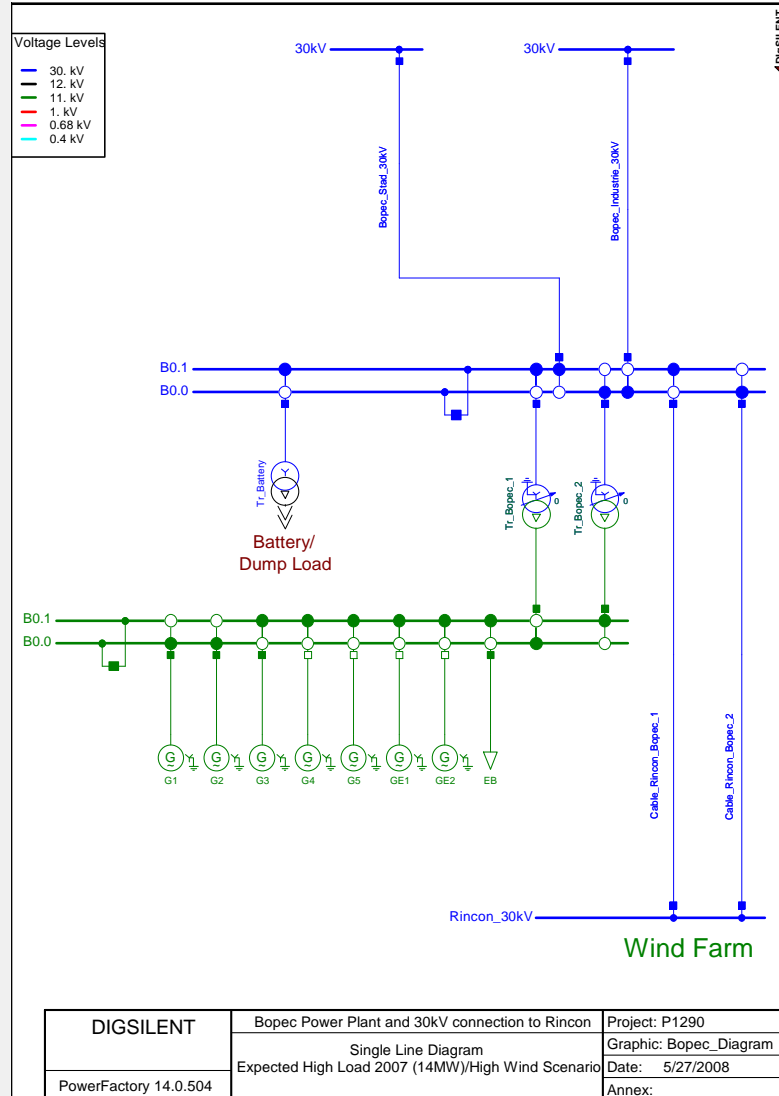 DIgSILENT
Voltage Levels
30. kV
12. kV
11. kV
1. kV
0.68 kV
0.4 kV
30kV
30kV
Bopec_Stad_30kV
Bopec_Industrie_30kV
B0.1
B0.0
Tr_Battery
Y
Battery/
Dump Load
Tr_Bopec_1
Y
0
Tr_Bopec_2
Y
0
B0.1
B0.0
G
G1
G
G2
G
G3
G
G4
G
G5
G
GE1
G
GE2
EB
Cable_Rincon_Bopec_1
Cable_Rincon_Bopec_2
Rincon_30kV
Wind Farm
DIGSILENT
PowerFactory 14.0.504
Bopec Power Plant and 30kV connection to Rincon
Single Line Diagram
Expected High Load 2007 (14MW)/High Wind Scenario
Project: P1290
Graphic: Bopec_Diagram
Date: 5/27/2008
Annex: